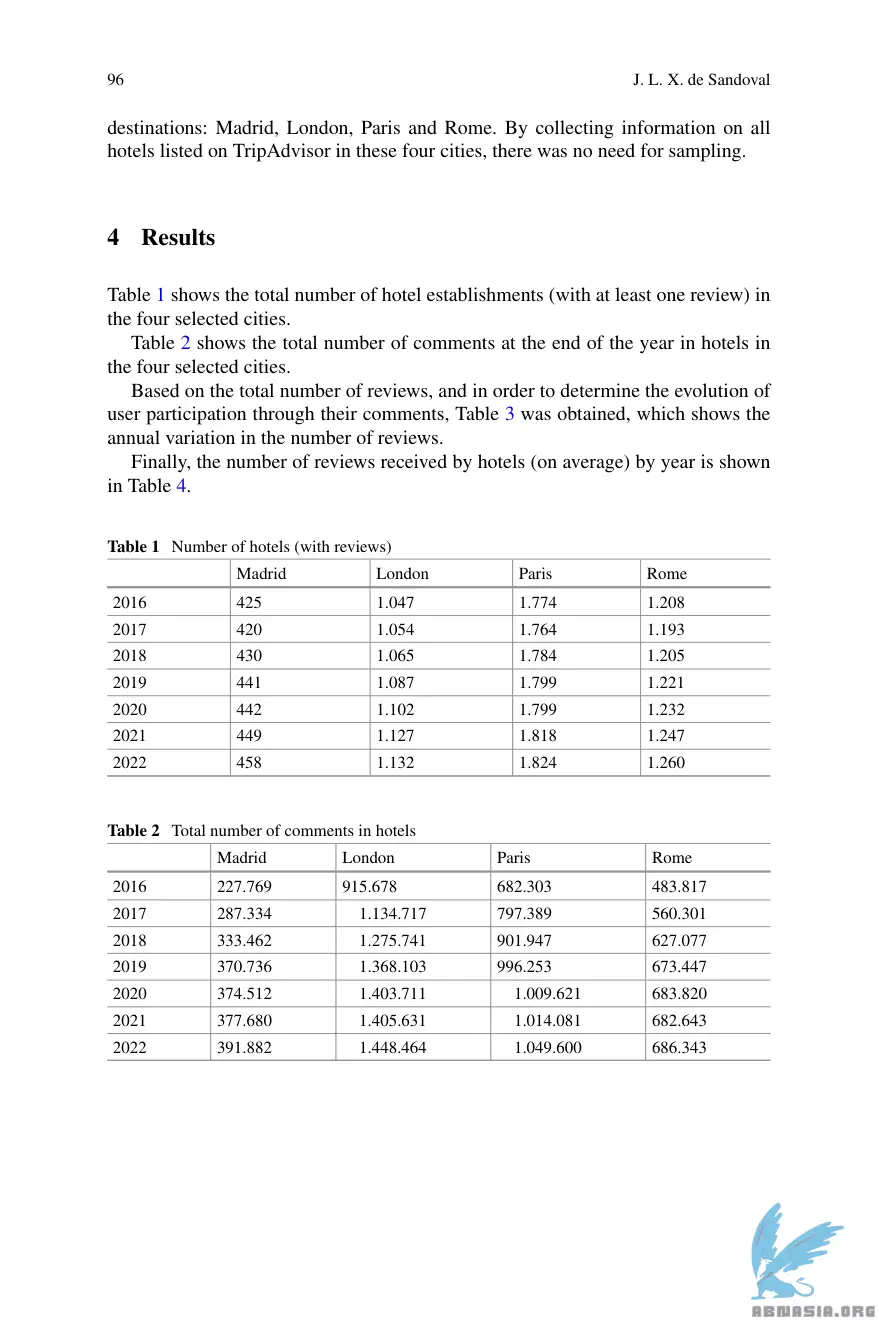 96 J. L. X. de Sandoval
destinations: Madrid, London, Paris and Rome. By collecting information on all
hotels listed on TripAdvisor in these four cities, there was no need for sampling.
4 Results
Table 1 shows the total number of hotel establishments (with at least one review) in
the four selected cities.
Table 2 shows the total number of comments at the end of the year in hotels in
the four selected cities.
Based on the total number of reviews, and in order to determine the evolution of
user participation through their comments, Table 3 was obtained, which shows the
annual variation in the number of reviews.
Finally, the number of reviews received by hotels (on average) by year is shown
in Table 4.
Table 1 Number of hotels (with reviews)
Madrid London Paris Rome
2016 425 1.047 1.774 1.208
2017 420 1.054 1.764 1.193
2018 430 1.065 1.784 1.205
2019 441 1.087 1.799 1.221
2020 442 1.102 1.799 1.232
2021 449 1.127 1.818 1.247
2022 458 1.132 1.824 1.260
Table 2 Total number of comments in hotels
Madrid London Paris Rome
2016 227.769 915.678 682.303 483.817
2017 287.334 1.134.717 797.389 560.301
2018 333.462 1.275.741 901.947 627.077
2019 370.736 1.368.103 996.253 673.447
2020 374.512 1.403.711 1.009.621 683.820
2021 377.680 1.405.631 1.014.081 682.643
2022 391.882 1.448.464 1.049.600 686.343
ABNASIA.ORG